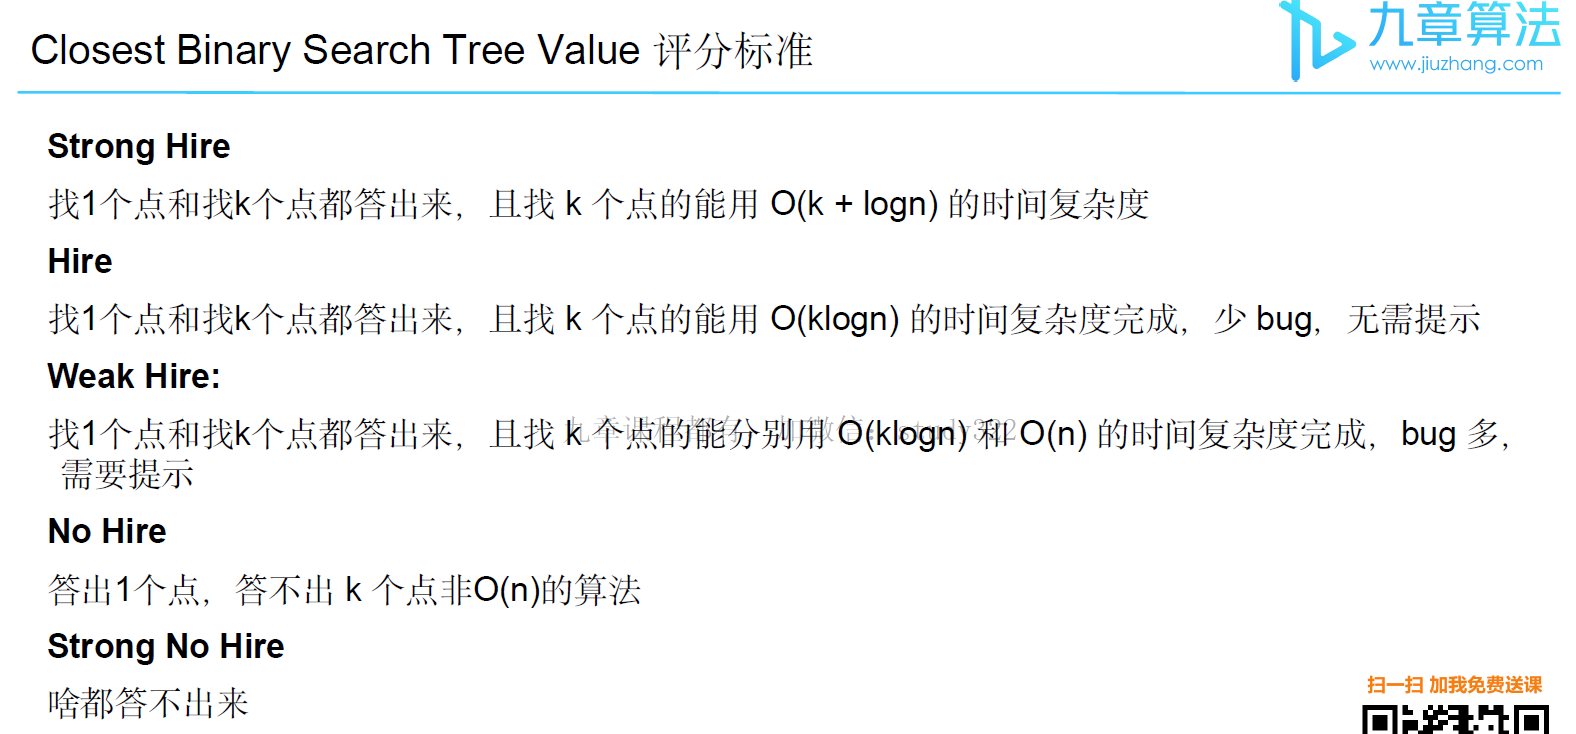 Closest Binary Search Tree Value 评分标准
九章算法
www.jiuzhang.com
Strong Hire
找1个点和找k个点都答出来，且找 k 个点的能用 O(k + logn) 的时间复杂度
Hire
找1个点和找k个点都答出来，且找 k 个点的能用 O(klogn) 的时间复杂度完成，少 bug，无需提示
Weak Hire:
找1个点和找k个点都答出来，且找 k 个点的能分别用 O(klogn) 和 O(n) 的时间复杂度完成，bug 多，
需要提示
No Hire
答出1个点，答不出 k 个点非O(n)的算法
Strong No Hire
啥都答不出来
扫一扫 加我免费送课